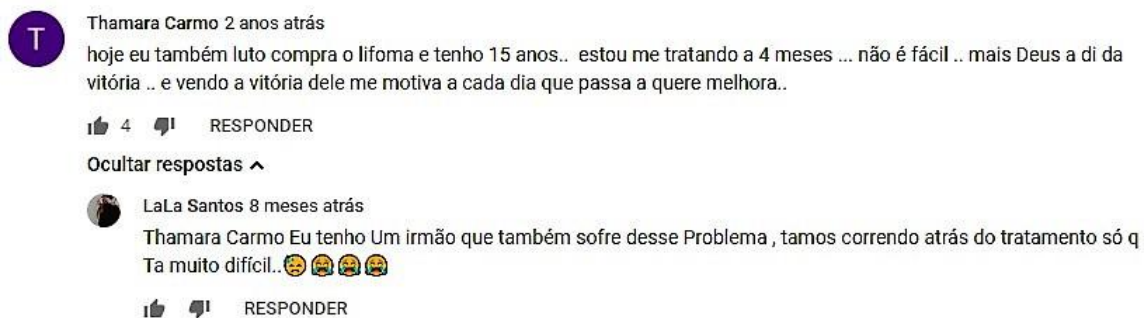 T
Thamara Carmo 2 anos atrás
hoje eu também luto compra o lifoma e tenho 15 anos.. estou me tratando a 4 meses ... não é fácil .. mais Deus a di da
vitória .. e vendo a vitória dele me motiva a cada dia que passa a quere melhora..
4 RESPONDER
Ocultar respostas
LaLa Santos 8 meses atrás
Thamara Carmo Eu tenho Um irmão que também sofre desse Problema , tamos correndo atrás do tratamento só q
Ta muito difícil..😓😭😭😭
RESPONDER